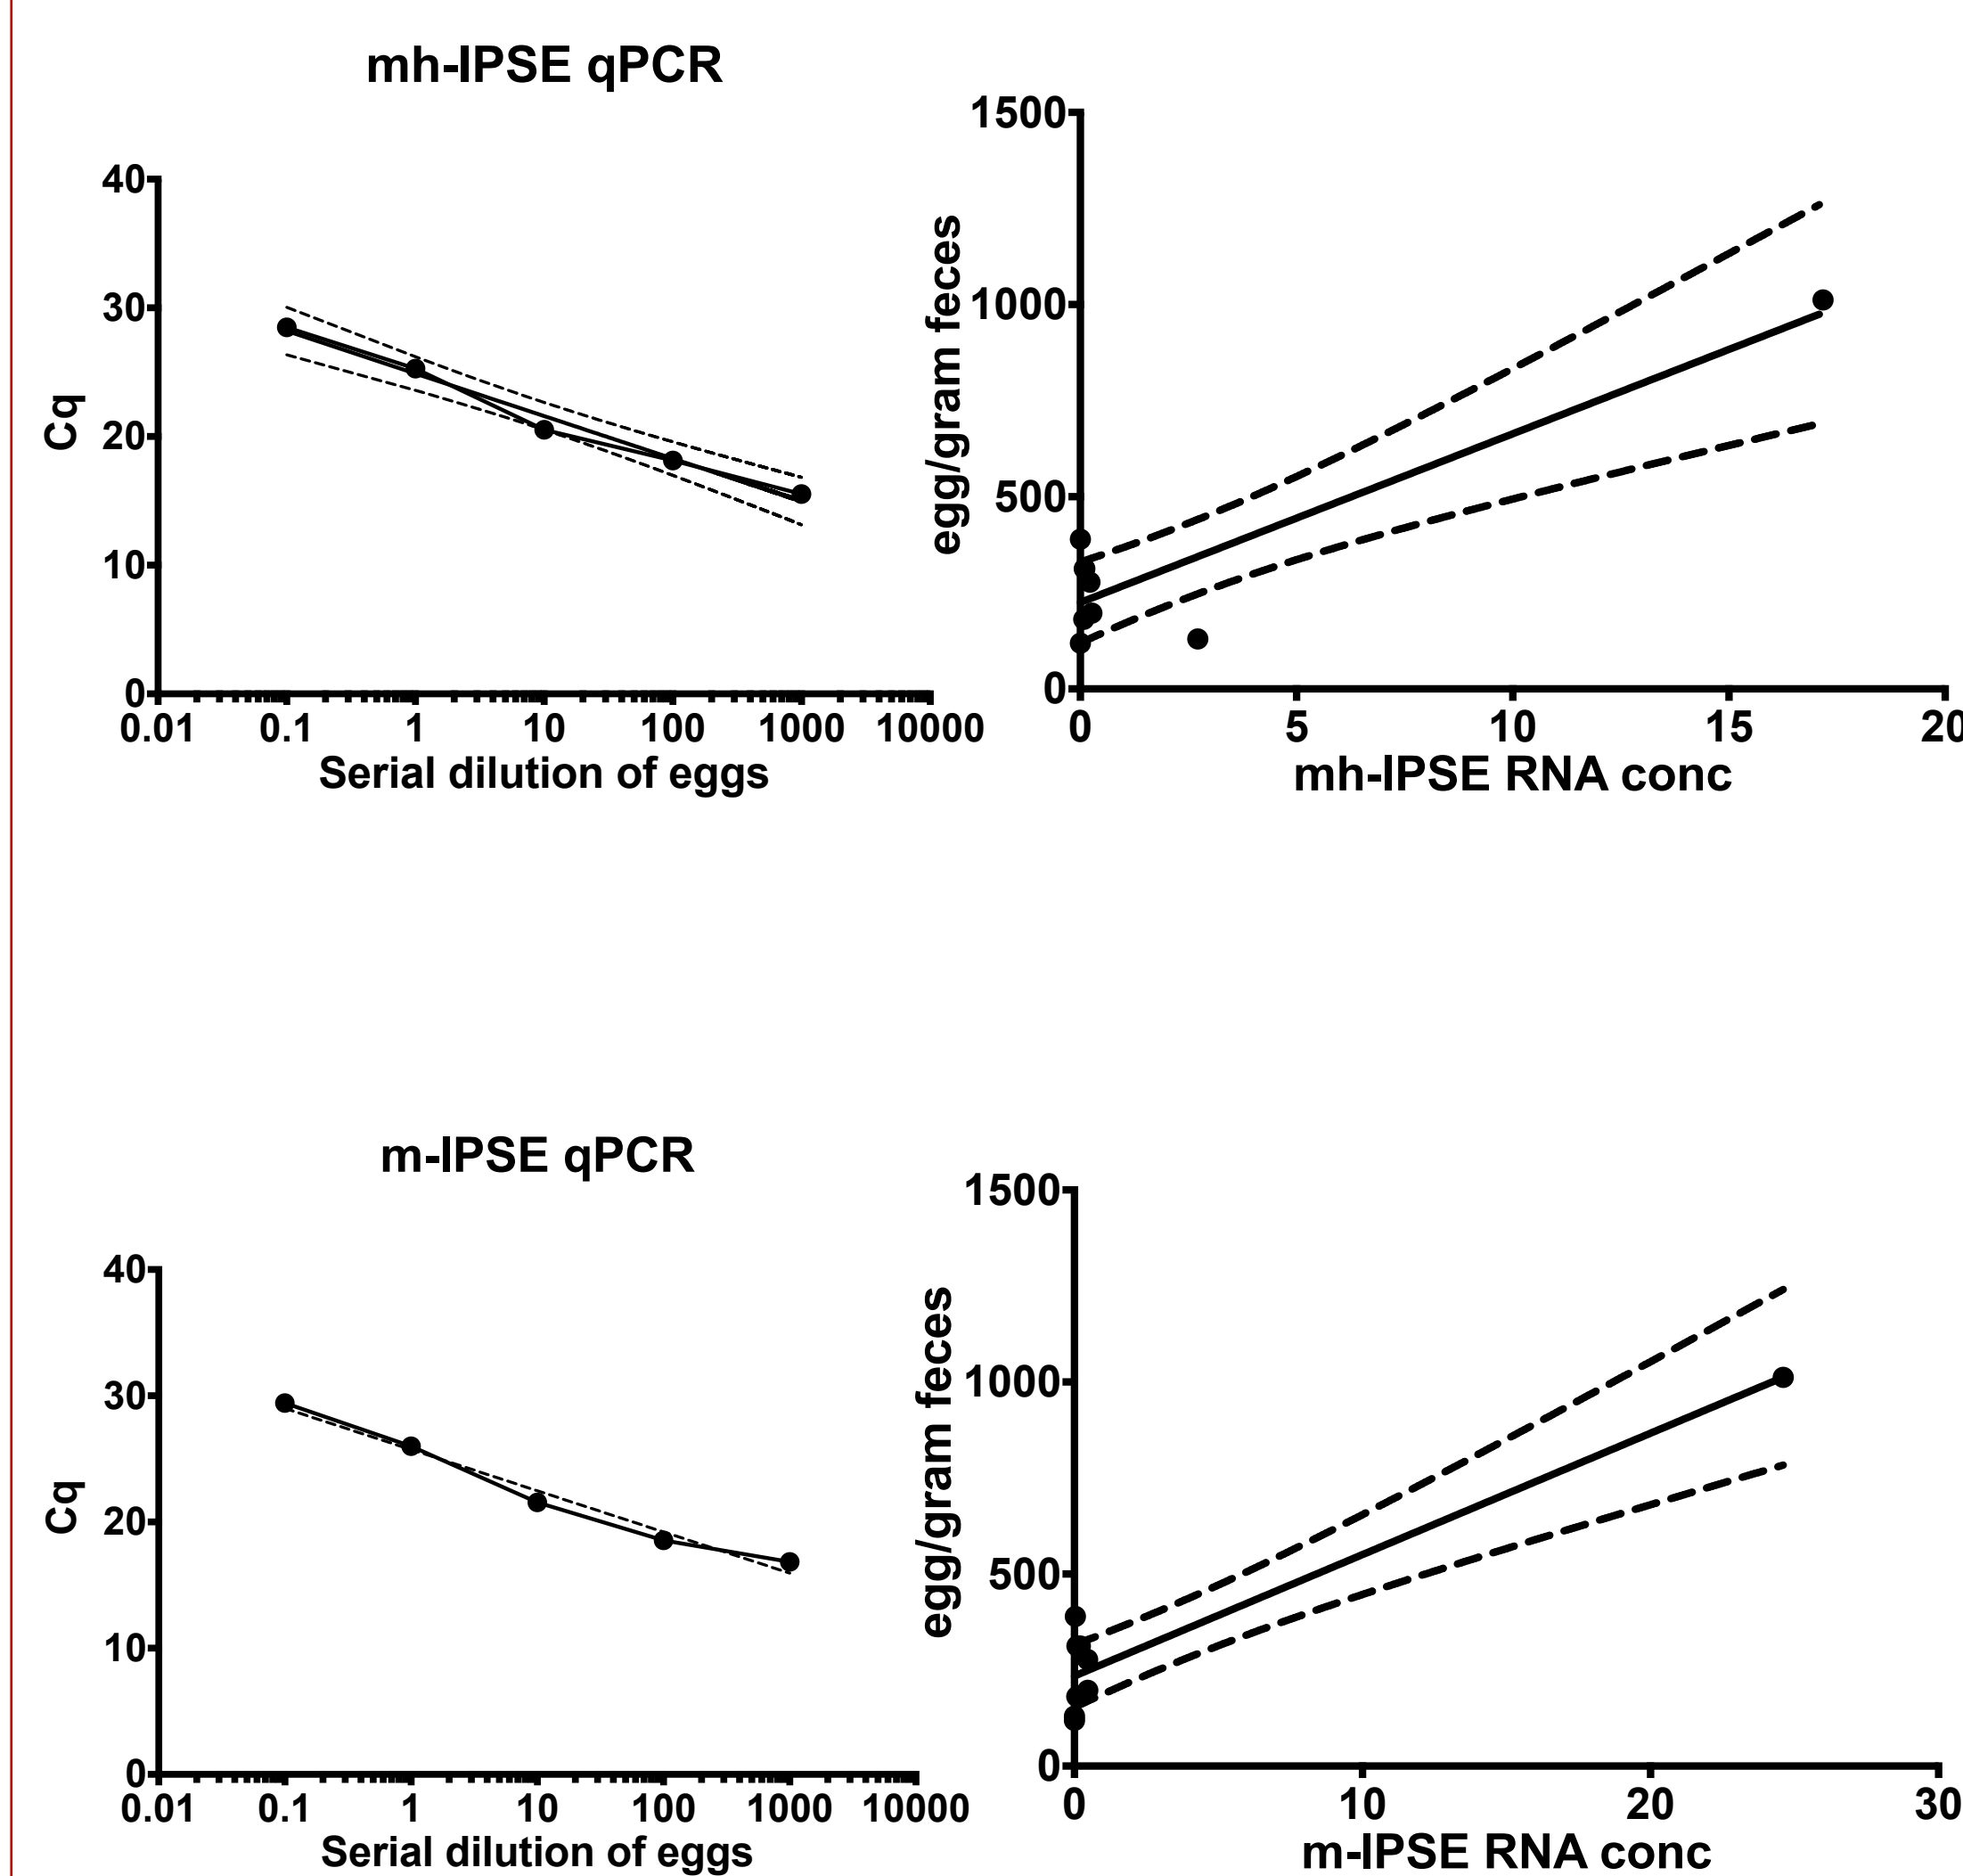 mh-IPSE qPCR
40
30
20
10
0
Cq
0.01 0.1 1 10 100 1000 10000
Serial dilution of eggs
1500
1000
500
0
egg/gram feces
0 5 10 15 20
mh-IPSE RNA conc
m-IPSE qPCR
40
30
20
10
0
Cq
0.01 0.1 1 10 100 1000 10000
Serial dilution of eggs
1500
1000
500
0
egg/gram feces
0 10 20 30
m-IPSE RNA conc